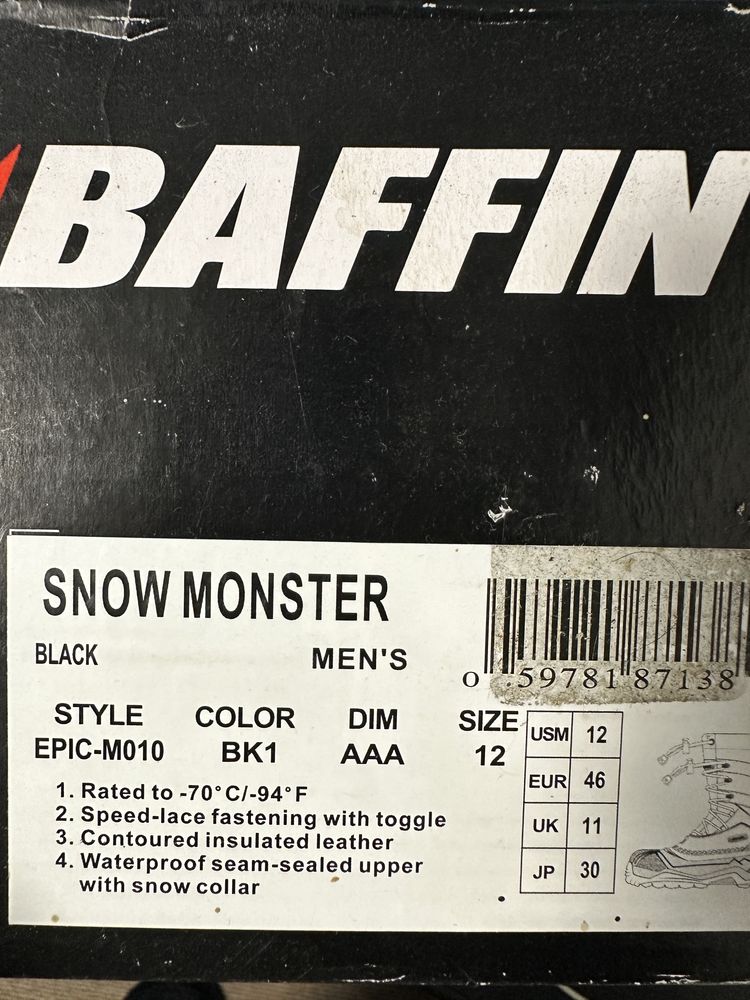 BAFFIN
SNOW MONSTER
BLACK MEN'S
0 59781 87138
STYLE COLOR DIM SIZE
EPIC-M010 BK1 AAA 12
1. Rated to -70°C/-94°F
2. Speed-lace fastening with toggle
3. Contoured insulated leather
4. Waterproof seam-sealed upper
with snow collar
USM 12
EUR 46
UK 11
JP 30